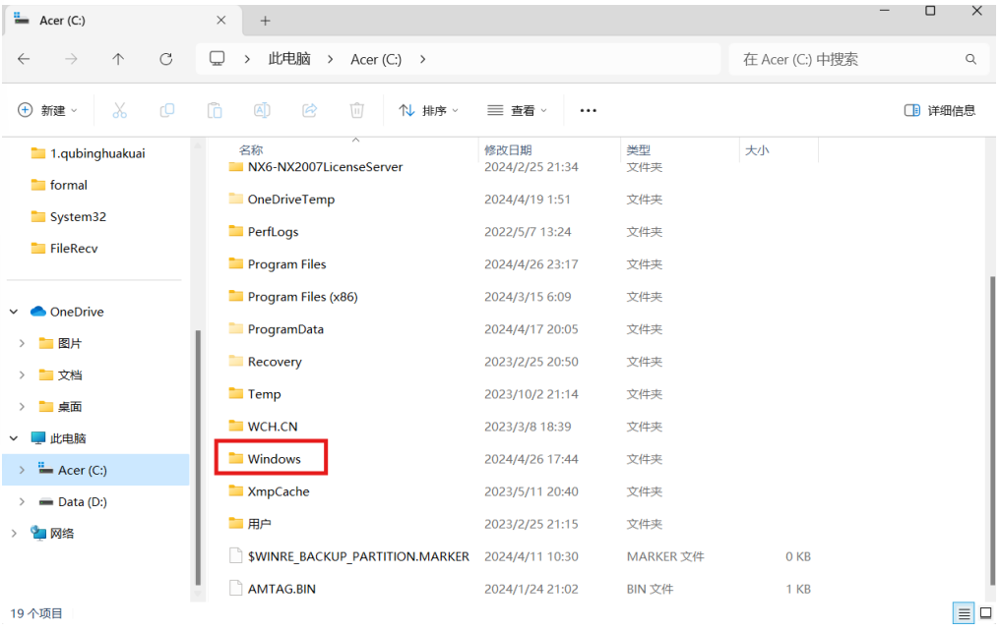 Acer (C:)
此电脑 > Acer (C:) >
在 Acer (C:) 中搜索
新建
排序
查看
详细信息
1.qubinghuakuai
formal
System32
FileRecv
OneDrive
图片
文档
桌面
此电脑
Acer (C:)
Data (D:)
网络
名称 修改日期 类型 大小
NX6-NX2007LicenseServer 2024/2/25 21:34 文件夹
OneDriveTemp 2024/4/19 1:51 文件夹
PerfLogs 2022/5/7 13:24 文件夹
Program Files 2024/4/26 23:17 文件夹
Program Files (x86) 2024/3/15 6:09 文件夹
ProgramData 2024/4/17 20:05 文件夹
Recovery 2023/2/25 20:50 文件夹
Temp 2023/10/2 21:14 文件夹
WCH.CN 2023/3/8 18:39 文件夹
Windows 2024/4/26 17:44 文件夹
XmpCache 2023/5/11 20:40 文件夹
用户 2023/2/25 21:15 文件夹
$WINRE_BACKUP_PARTITION.MARKER 2024/4/11 10:30 MARKER 文件 0 KB
AMTAG.BIN 2024/1/24 21:02 BIN 文件 1 KB
19 个项目